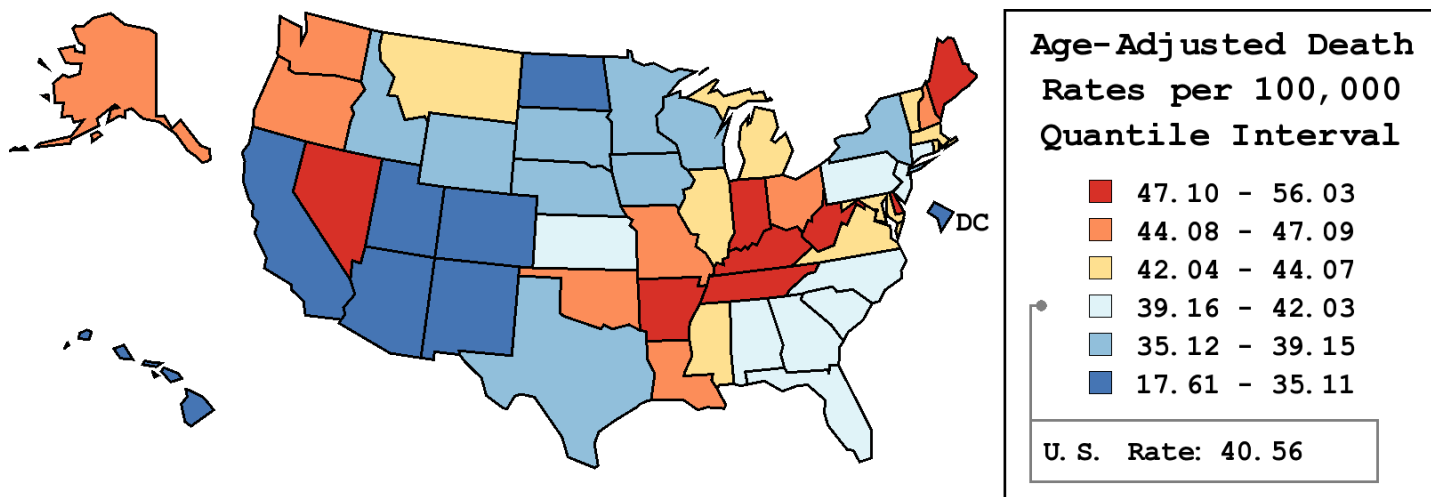 Age-Adjusted Death
Rates per 100,000
Quantile Interval
47.10 - 56.03
44.08 - 47.09
42.04 - 44.07
39.16 - 42.03
35.12 - 39.15
17.61 - 35.11
U.S. Rate: 40.56
DC